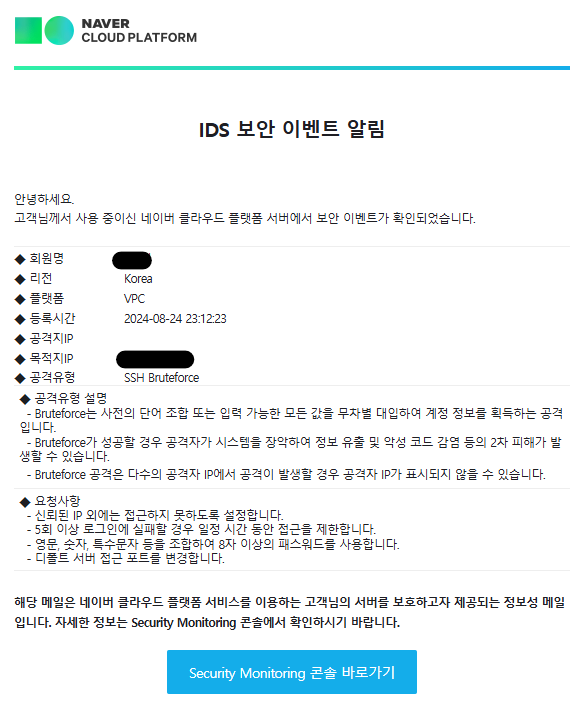 NAVER
CLOUD PLATFORM
IDS 보안 이벤트 알림
안녕하세요.
고객님께서 사용 중이신 네이버 클라우드 플랫폼 서버에서 보안 이벤트가 확인되었습니다.
◆ 회원명
◆ 리전 Korea
◆ 플랫폼 VPC
◆ 등록시간 2024-08-24 23:12:23
◆ 공격지IP
◆ 목적지IP
◆ 공격유형 SSH Bruteforce
◆ 공격유형 설명
- Bruteforce는 사전의 단어 조합 또는 입력 가능한 모든 값을 무차별 대입하여 계정 정보를 획득하는 공격
입니다.
- Bruteforce가 성공할 경우 공격자가 시스템을 장악하여 정보 유출 및 악성 코드 감염 등의 2차 피해가 발
생할 수 있습니다.
- Bruteforce 공격은 다수의 공격자 IP에서 공격이 발생할 경우 공격자 IP가 표시되지 않을 수 있습니다.
◆ 요청사항
- 신뢰된 IP 외에는 접근하지 못하도록 설정합니다.
- 5회 이상 로그인에 실패할 경우 일정 시간 동안 접근을 제한합니다.
- 영문, 숫자, 특수문자 등을 조합하여 8자 이상의 패스워드를 사용합니다.
- 디폴트 서버 접근 포트를 변경합니다.
해당 메일은 네이버 클라우드 플랫폼 서비스를 이용하는 고객님의 서버를 보호하고자 제공되는 정보성 메일
입니다. 자세한 정보는 Security Monitoring 콘솔에서 확인하시기 바랍니다.
Security Monitoring 콘솔 바로가기